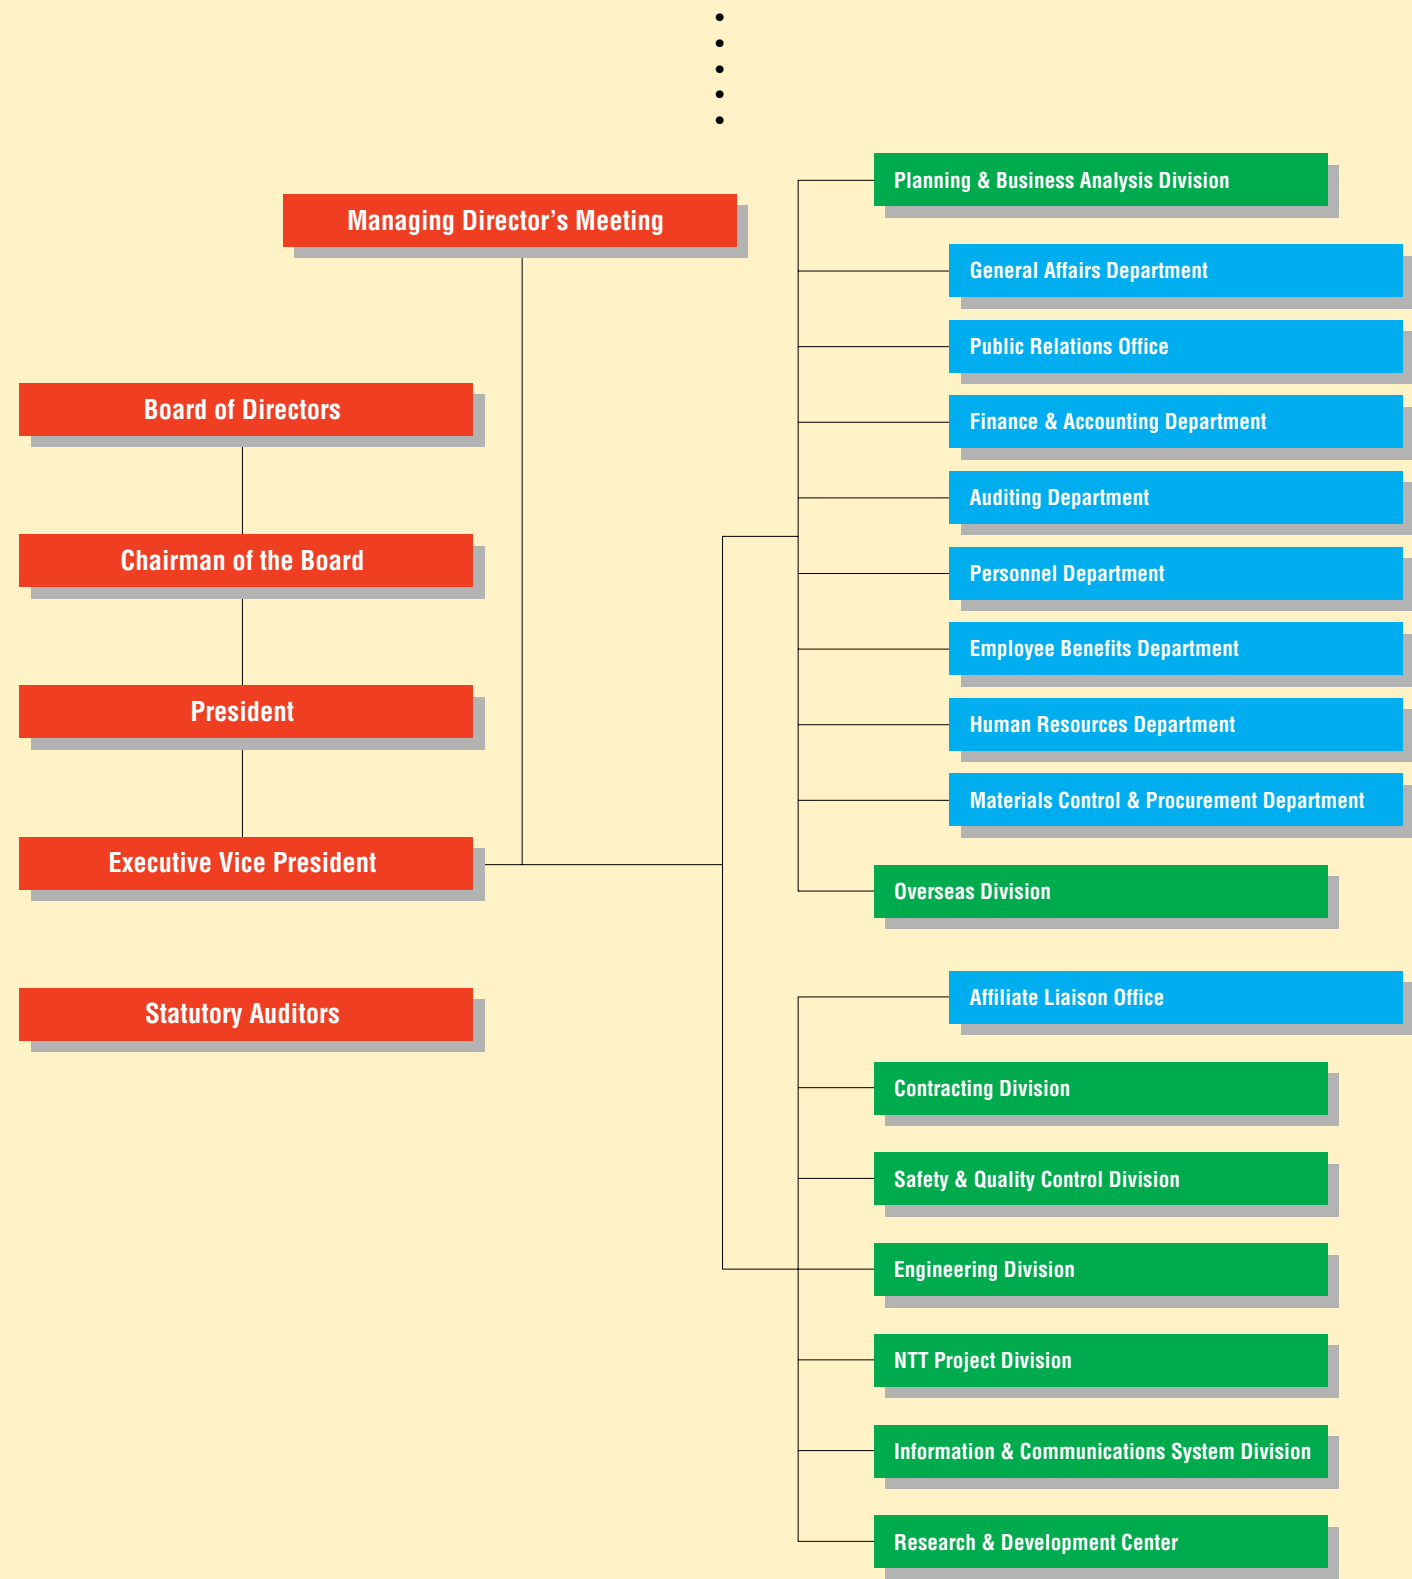 Managing Director’s Meeting
Board of Directors
Chairman of the Board
President
Executive Vice President
Statutory Auditors
Planning & Business Analysis Division
General Affairs Department
Public Relations Office
Finance & Accounting Department
Auditing Department
Personnel Department
Employee Benefits Department
Human Resources Department
Materials Control & Procurement Department
Overseas Division
Affiliate Liaison Office
Contracting Division
Safety & Quality Control Division
Engineering Division
NTT Project Division
Information & Communications System Division
Research & Development Center